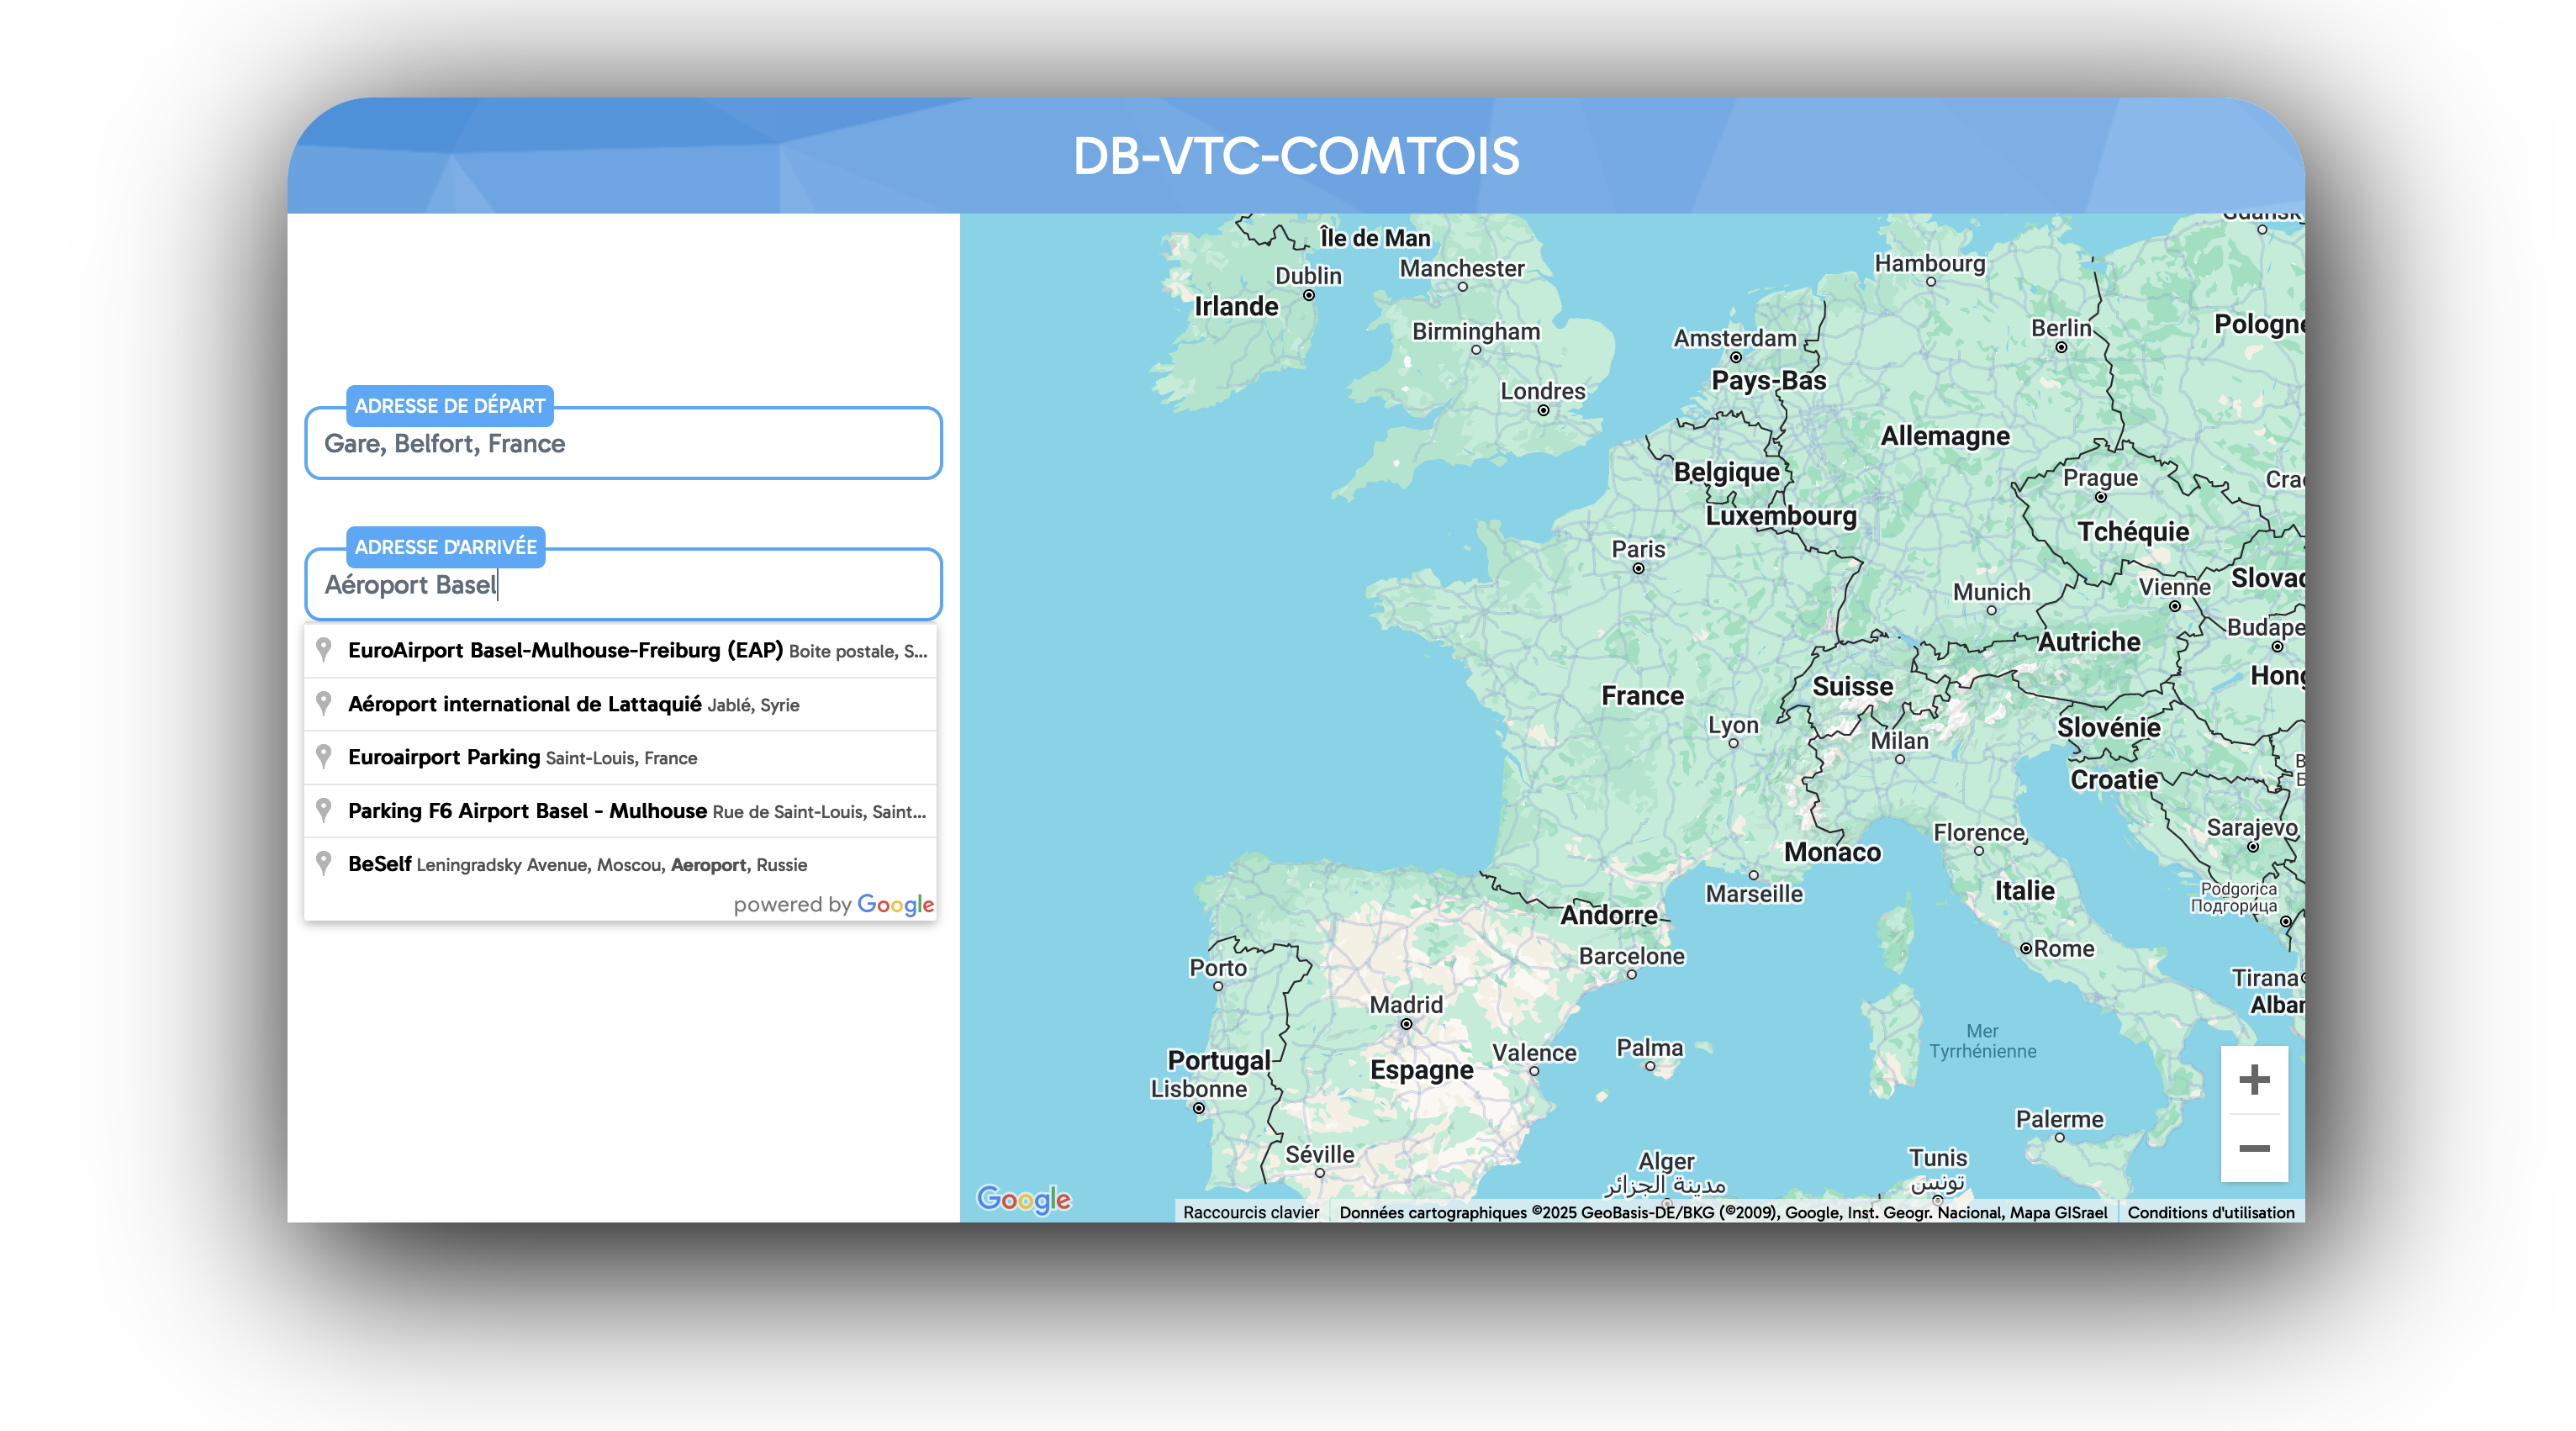 DB-VTC-COMTOIS
ADRESSE DE DÉPART
Gare, Belfort, France
ADRESSE D'ARRIVÉE
Aéroport Basel
EuroAirport Basel-Mulhouse-Freiburg (EAP) Boite postale, S...
Aéroport international de Lattaquié Jablé, Syrie
Euroairport Parking Saint-Louis, France
Parking F6 Airport Basel - Mulhouse Rue de Saint-Louis, Saint...
BeSelf Leningradsky Avenue, Moscou, Aeroport, Russie
powered by Google
Gdańsk
Île de Man
Dublin
Manchester
Hambourg
Irlande
Birmingham
Amsterdam
Berlin
Pologne
Pays-Bas
Londres
Allemagne
Belgique
Prague
Crac
Luxembourg
Tchéquie
Paris
Munich
Vienne
Slovaq
Budape
Autriche
Hong
Suisse
France
Lyon
Milan
Slovénie
Croatie
Florence
Sarajevo
Monaco
Marseille
Italie
Podgorica
Подгорица
Andorre
Barcelone
Rome
Porto
Tirana
Madrid
Alban
Mer
Tyrrhénienne
Valence
Palma
Portugal
Espagne
Lisbonne
Palerme
Séville
Alger
مدينة الجزائر
Tunis
تونس
Google
Raccourcis clavier
Données cartographiques ©2025 GeoBasis-DE/BKG (©2009), Google, Inst. Geogr. Nacional, Mapa GISrael
Conditions d'utilisation